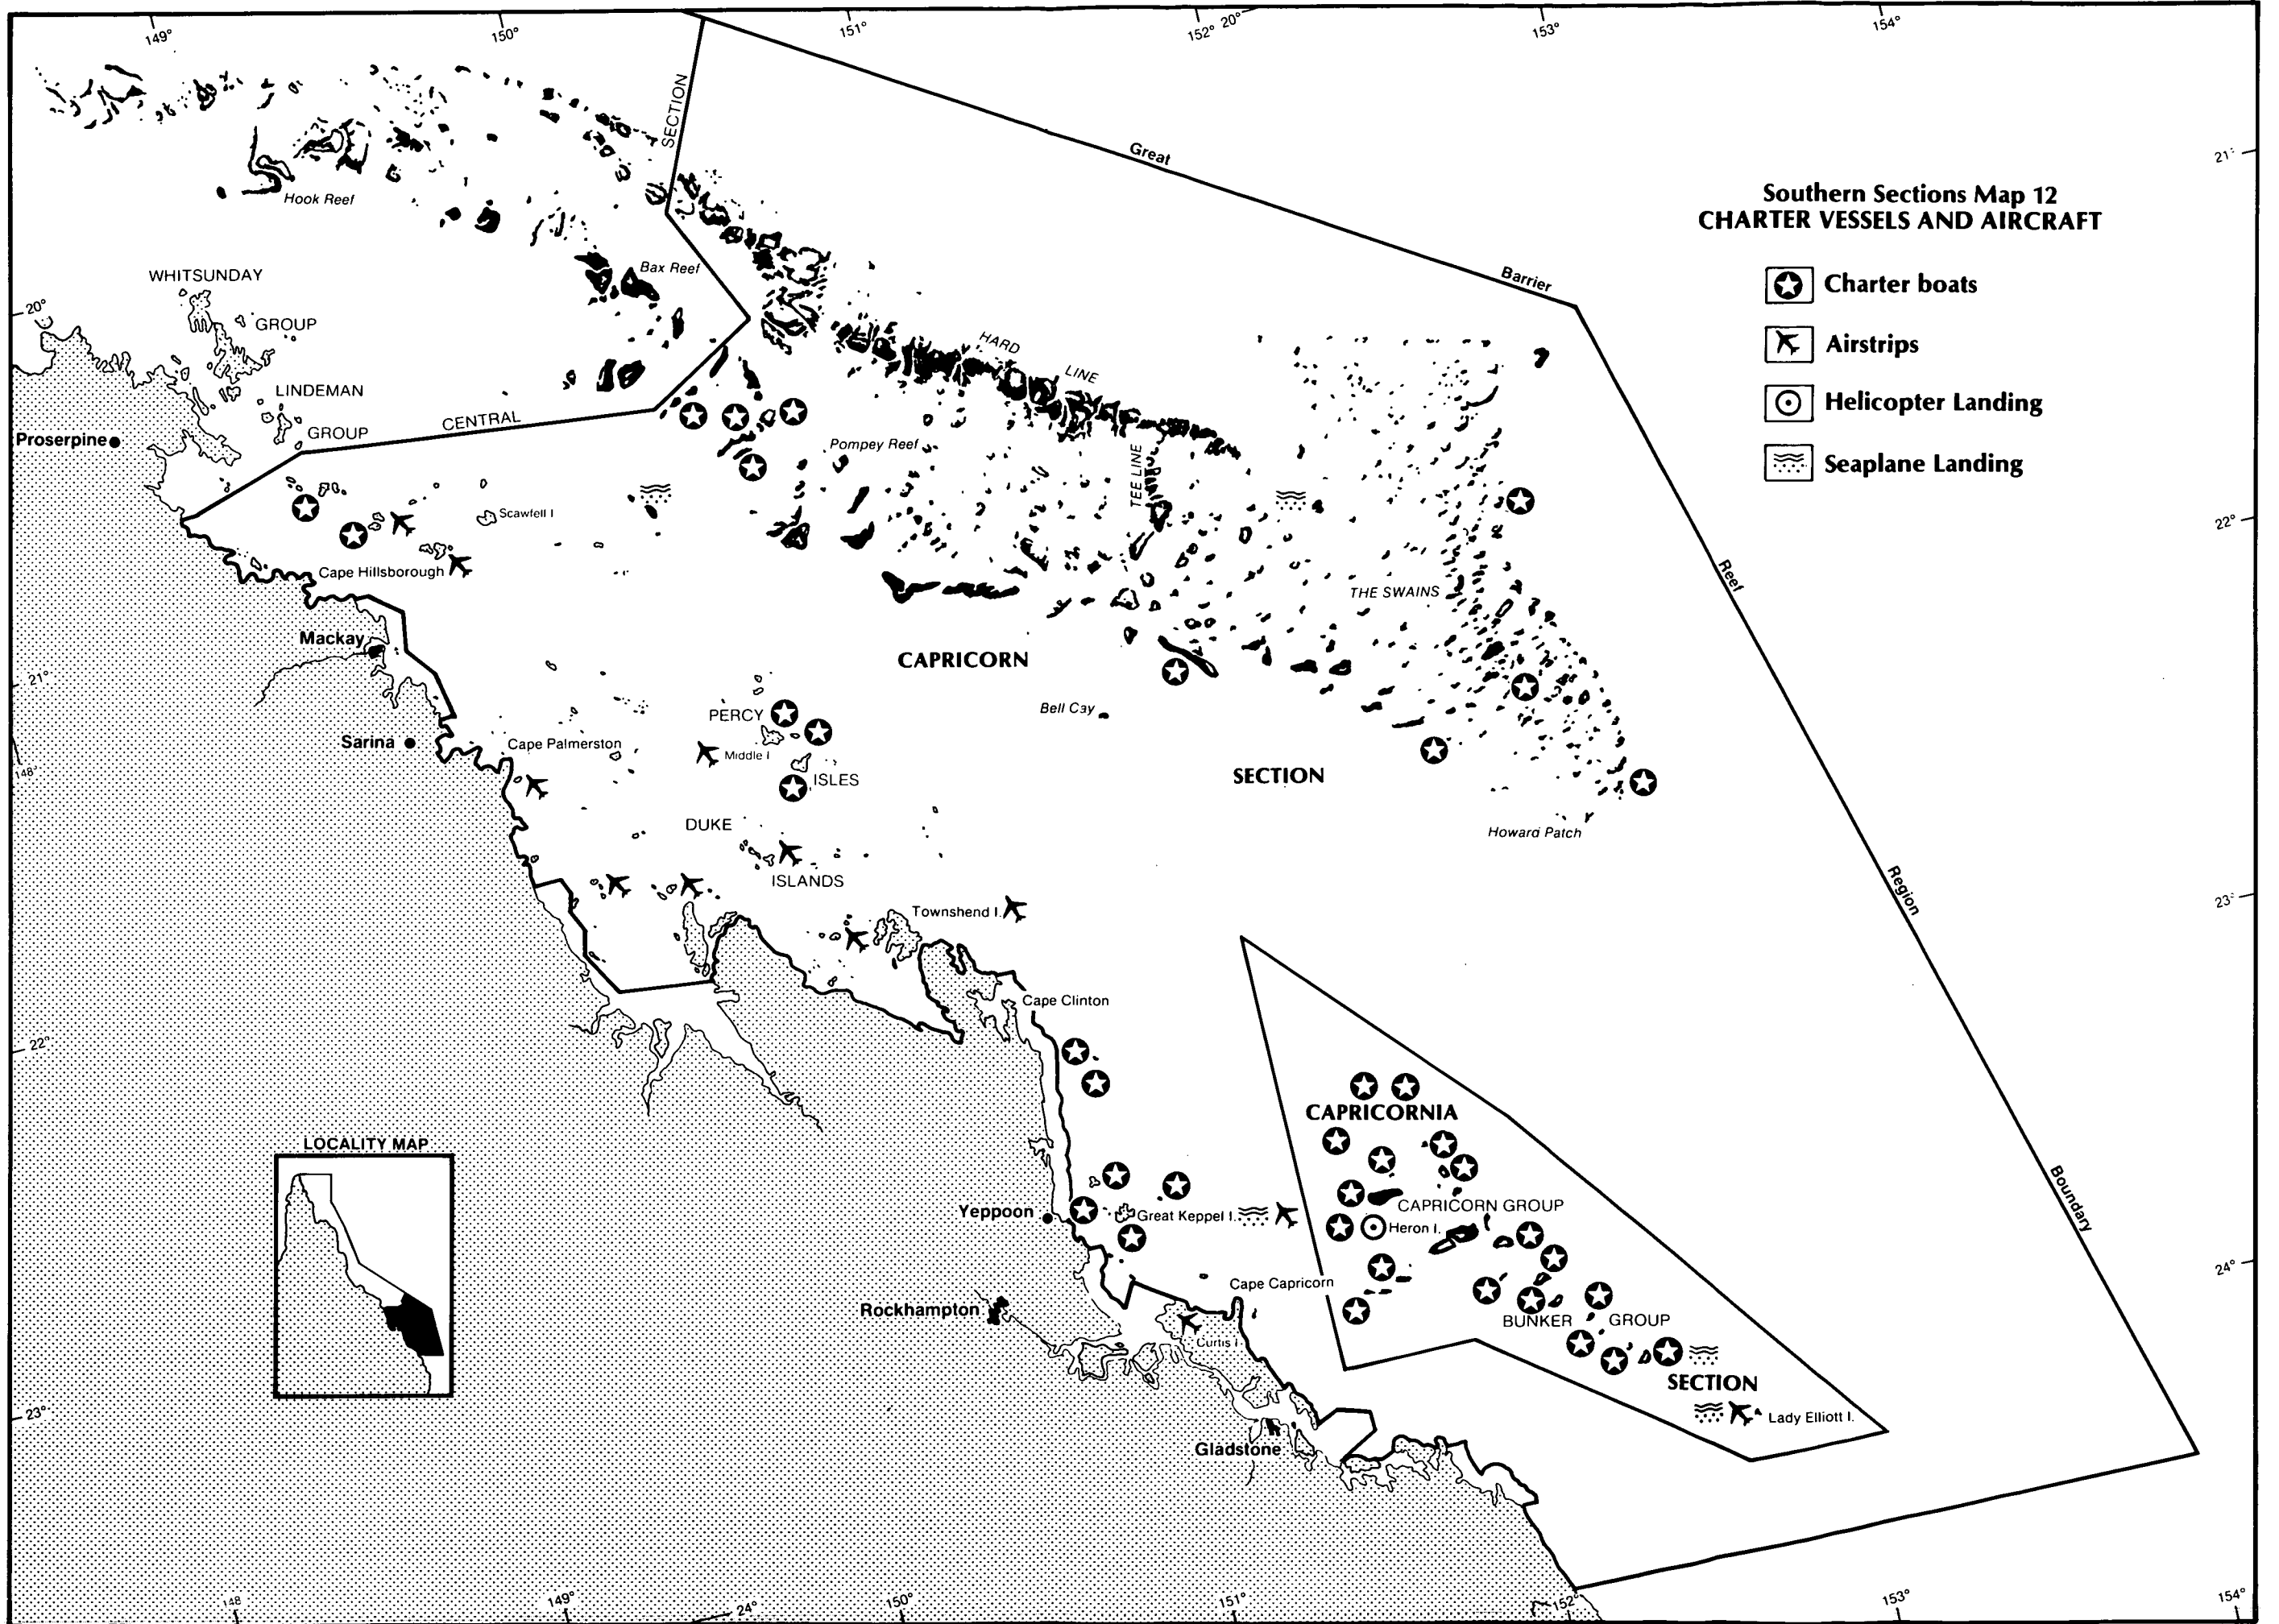 149°
150°
151°
152°
20°
153°
154°
SECTION
Great
21°
Southern Sections Map 12
CHARTER VESSELS AND AIRCRAFT
Hook Reef
Bax Reef
Barrier
Charter boats
WHITSUNDAY
GROUP
20°
HARD
LINE
Airstrips
LINDEMAN
GROUP
CENTRAL
Helicopter Landing
Proserpine
Pompey Reef
TEE LINE
Seaplane Landing
Scawfell I
22°
Cape Hillsborough
THE SWAINS
Reef
Mackay
CAPRICORN
21°
PERCY
Bell Cay
Sarina
Cape Palmerston
Middle I
148°
ISLES
SECTION
DUKE
Howard Patch
ISLANDS
Region
23°
Townshend I.
Cape Clinton
22°
CAPRICORNIA
LOCALITY MAP
Boundary
CAPRICORN GROUP
Yeppoon
Great Keppel I.
Heron I.
24°
Cape Capricorn
Rockhampton
BUNKER
GROUP
Curtis I.
SECTION
23°
Lady Elliott I.
Gladstone
148
149°
24°
150°
151°
152°
153°
154°